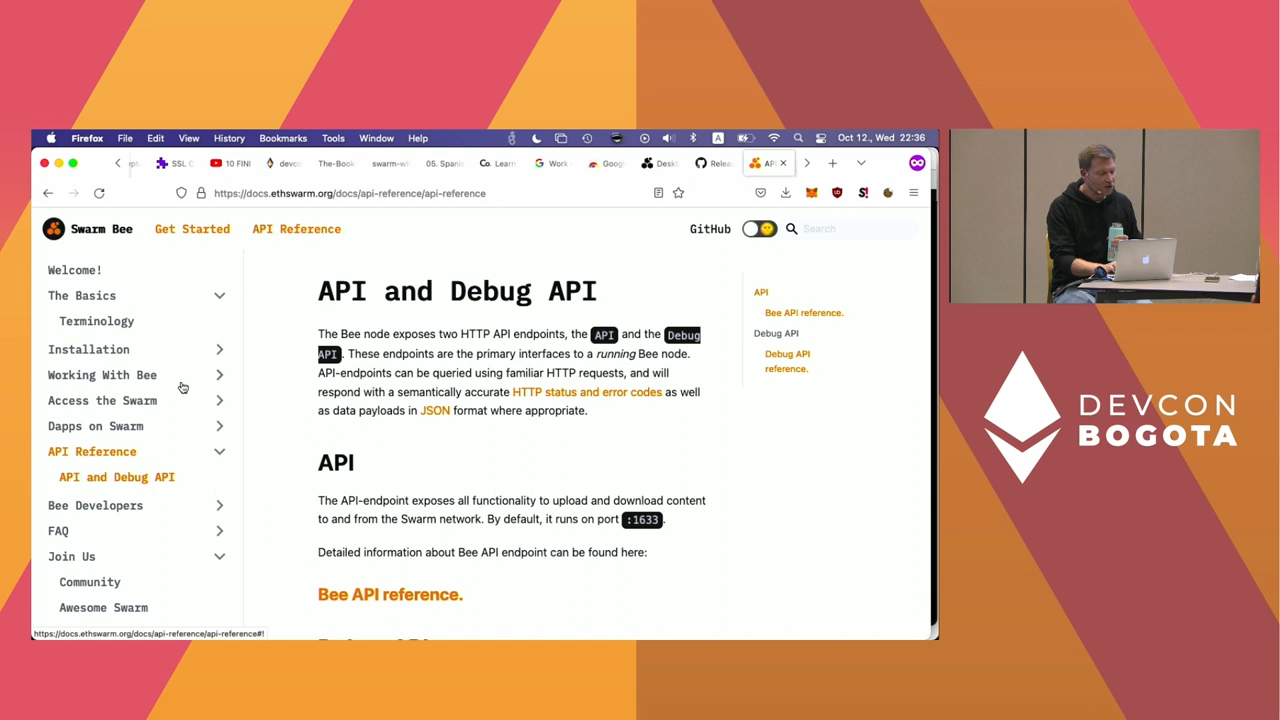 Firefox File Edit View History Bookmarks Tools Window Help A Oct 12., Wed 22:36
SSL C 10 FINI devco The-Book swarm-w 05. Spani Co. Learn Work Goog Deskt Relea API
https://docs.ethswarm.org/docs/api-reference/api-reference
Swarm Bee Get Started API Reference GitHub Search
Welcome!
The Basics
Terminology
Installation
Working With Bee
Access the Swarm
Dapps on Swarm
API Reference
API and Debug API
Bee Developers
FAQ
Join Us
Community
Awesome Swarm
https://docs.ethswarm.org/docs/api-reference/api-reference#!
API and Debug API
The Bee node exposes two HTTP API endpoints, the API and the Debug
API. These endpoints are the primary interfaces to a running Bee node.
API-endpoints can be queried using familiar HTTP requests, and will
respond with a semantically accurate HTTP status and error codes as well
as data payloads in JSON format where appropriate.
API
The API-endpoint exposes all functionality to upload and download content
to and from the Swarm network. By default, it runs on port :1633.
Detailed information about Bee API endpoint can be found here:
Bee API reference.
API
Bee API reference.
Debug API
Debug API
reference.
DEVCON
BOGOTA